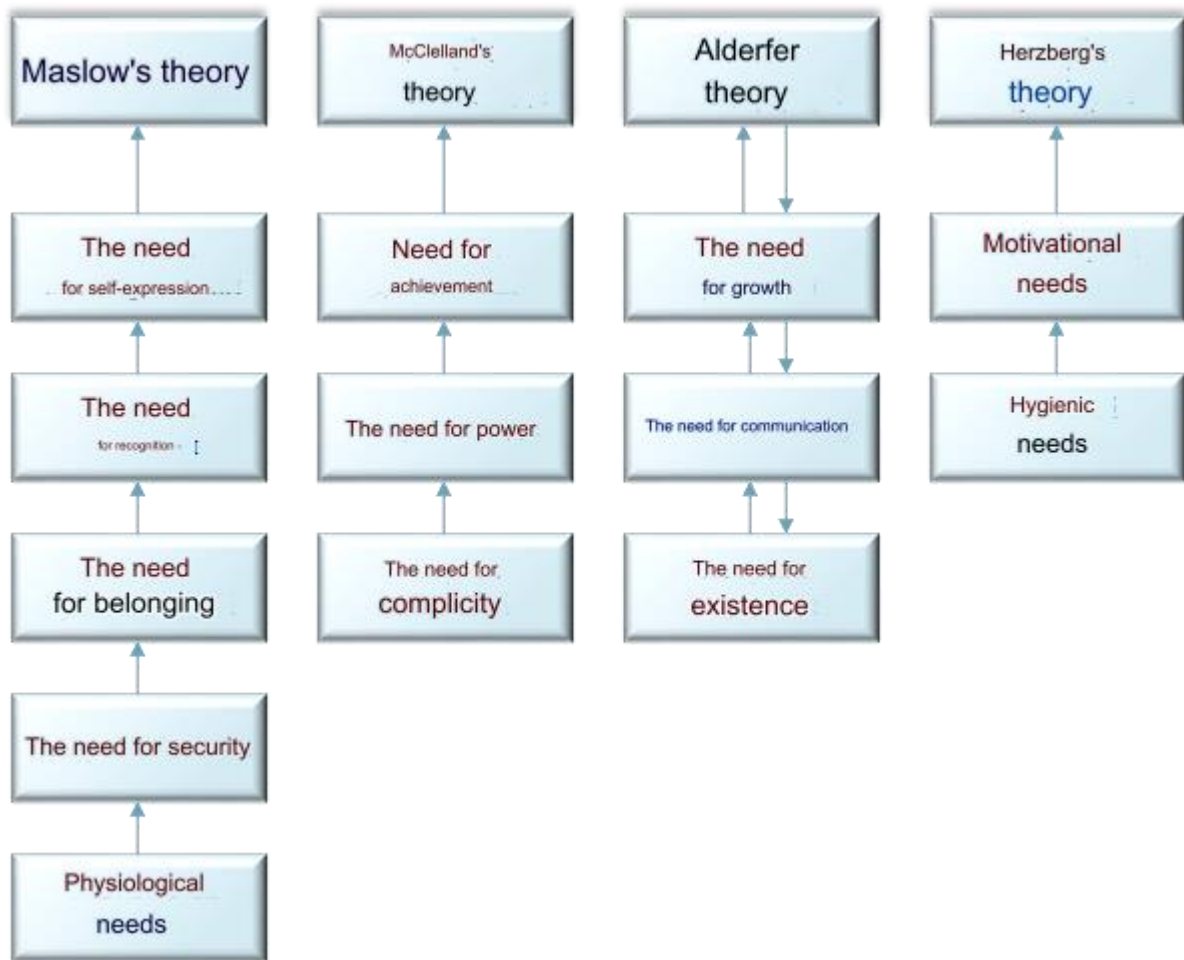 Maslow's theory
McClelland's
theory
Alderfer
theory
Herzberg's
theory
The need
for self-expression....
Need for
achievement
The need
for growth
Motivational
needs
The need
for recognition -
The need for power
The need for communication
Hygienic
needs
The need
for belonging
The need for
complicity
The need for
existence
The need for security
Physiological
needs